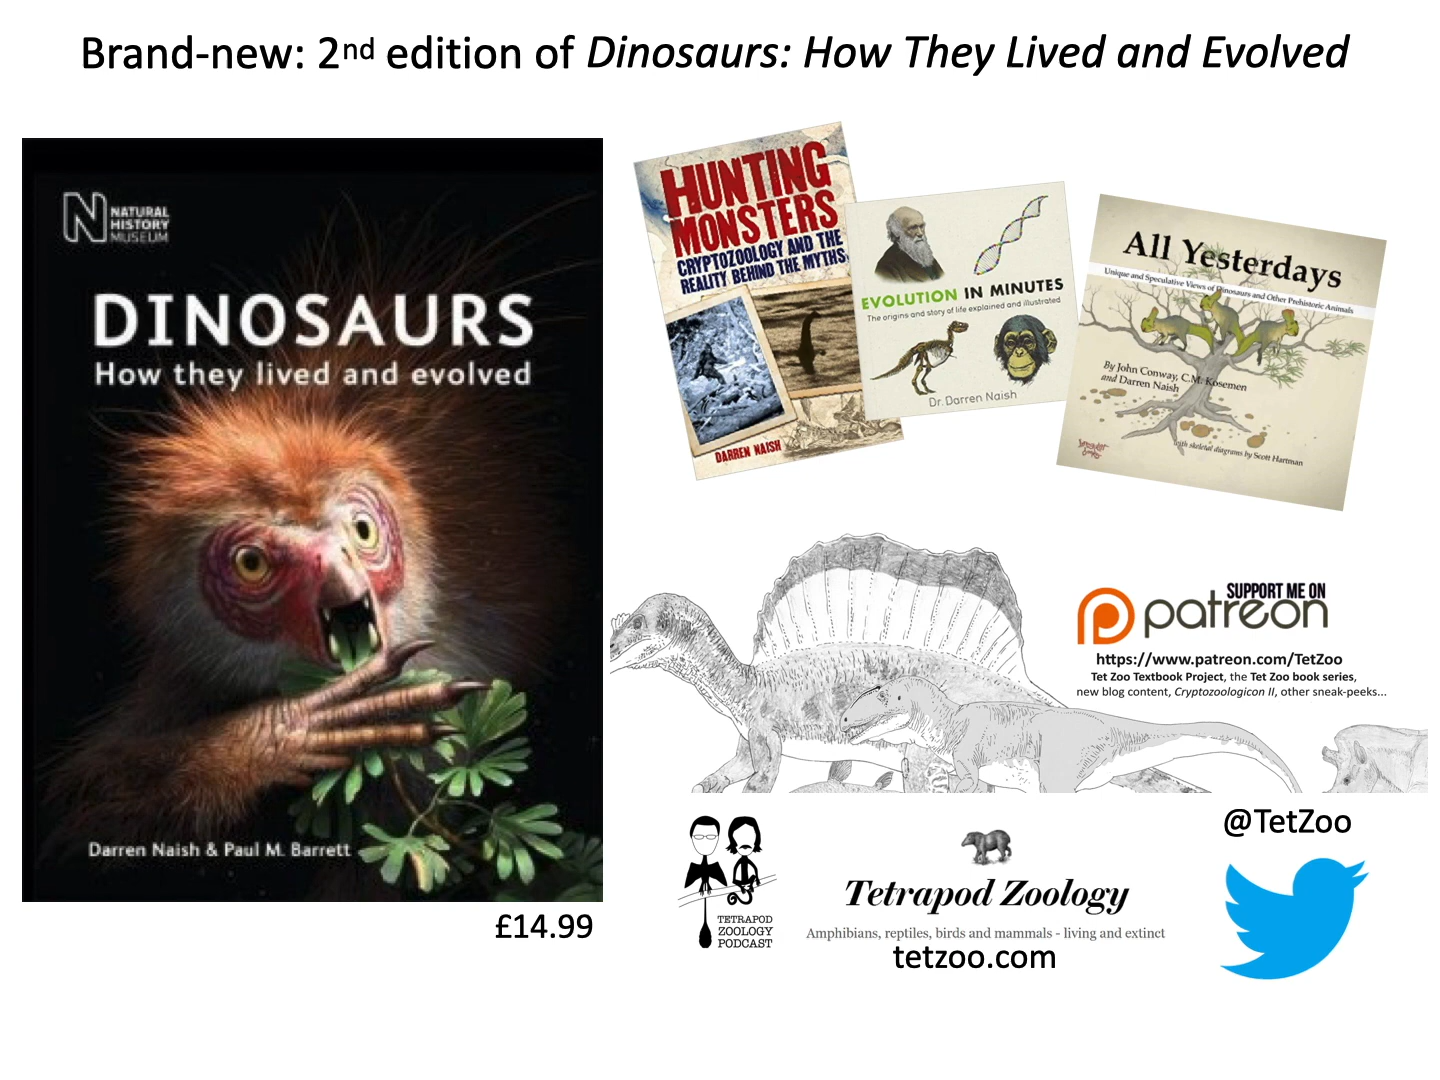 Brand-new: 2nd edition of Dinosaurs: How They Lived and Evolved
NATURAL
HISTORY
MUSEUM
DINOSAURS
How they lived and evolved
Darren Naish & Paul M. Barrett
£14.99
HUNTING
MONSTERS
CRYPTOZOOLOGY AND THE
REALITY BEHIND THE MYTHS
DARREN NAISH
EVOLUTION IN MINUTES
The origins and story of life explained and illustrated
Dr. Darren Naish
All Yesterdays
Unique and Speculative Views of Dinosaurs and Other Prehistoric Animals
By John Conway, C.M. Kosemen
and Darren Naish
with skeletal diagrams by Scott Hartman
SUPPORT ME ON
patreon
https://www.patreon.com/TetZoo
Tet Zoo Textbook Project, the Tet Zoo book series,
new blog content, Cryptozoologicon II, other sneak-peeks...
TETRAPOD
ZOOLOGY
PODCAST
Tetrapod Zoology
Amphibians, reptiles, birds and mammals - living and extinct
tetzoo.com
@TetZoo